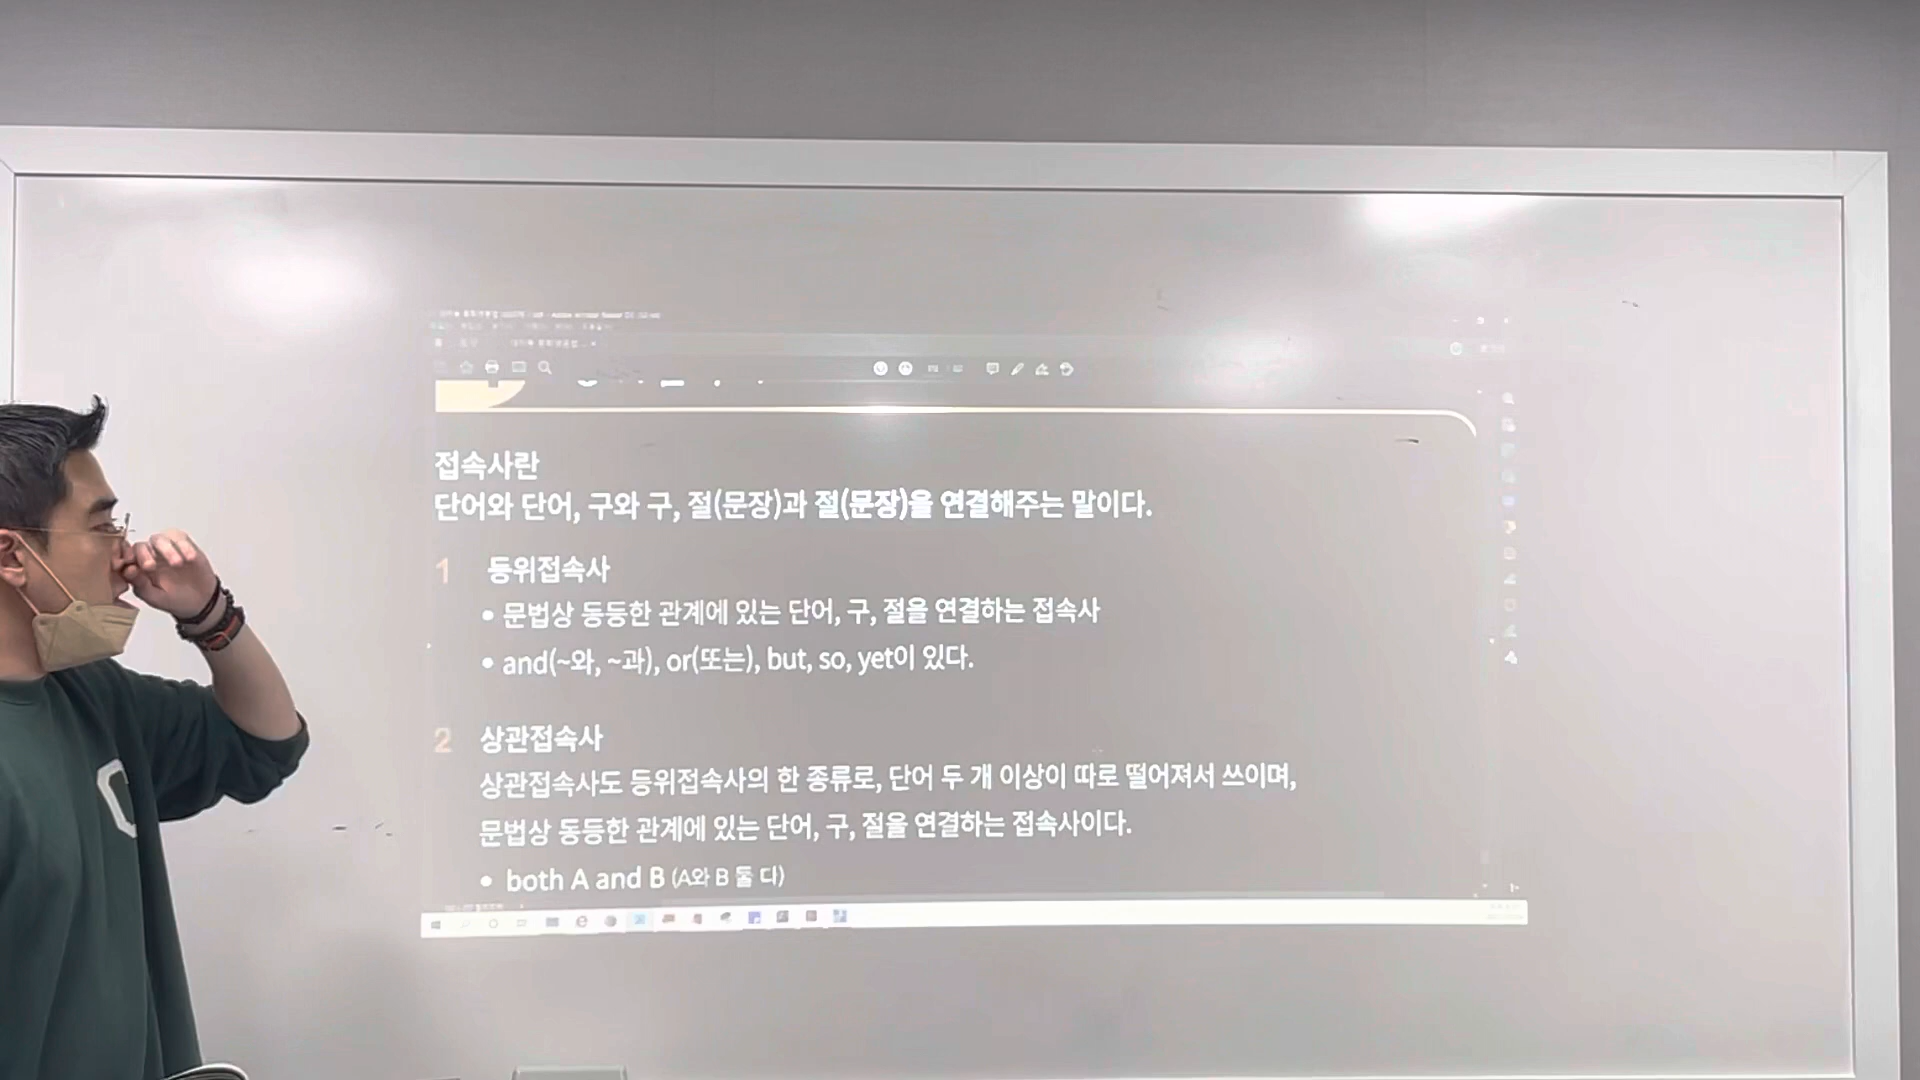 접속사란
단어와 단어, 구와 구, 절(문장)과 절(문장)을 연결해주는 말이다.
1 등위접속사
• 문법상 동등한 관계에 있는 단어, 구, 절을 연결하는 접속사
• and(~와, ~과), or(또는), but, so, yet이 있다.
2 상관접속사
상관접속사도 등위접속사의 한 종류로, 단어 두 개 이상이 따로 떨어져서 쓰이며,
문법상 동등한 관계에 있는 단어, 구, 절을 연결하는 접속사이다.
• both A and B (A와 B 둘 다)